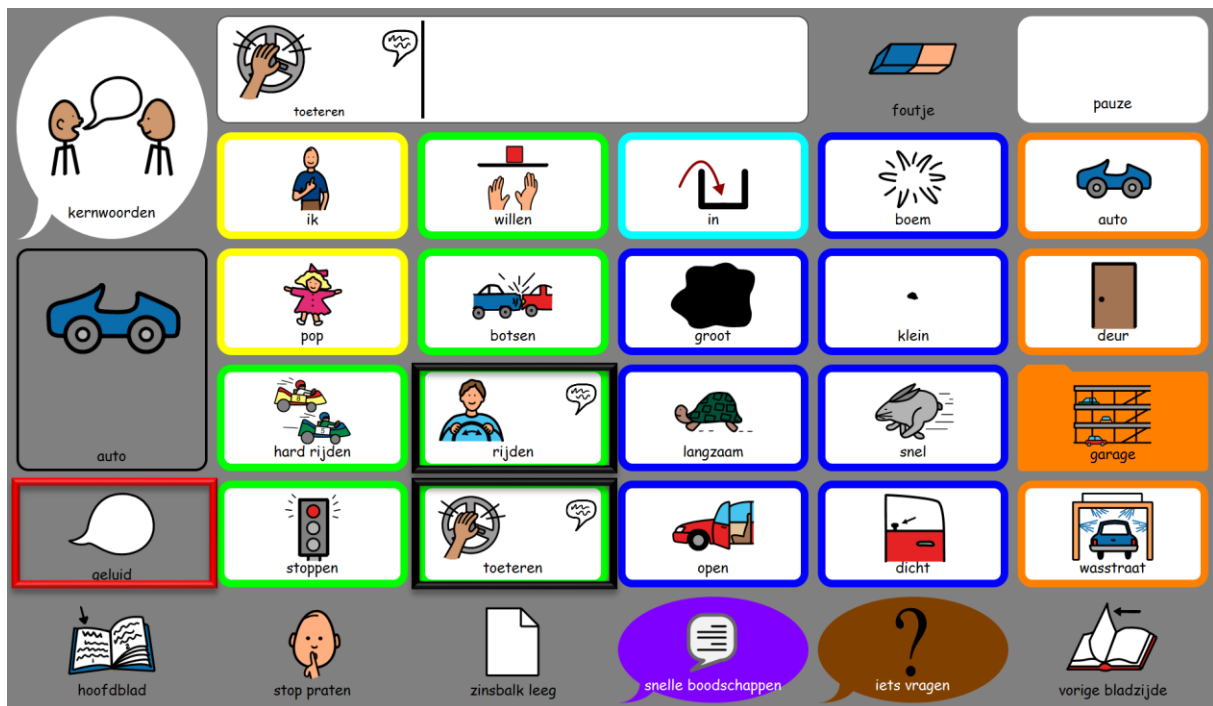 toeteren
foutje
pauze
kernwoorden
ik
willen
in
boem
auto
pop
botsen
groot
klein
deur
auto
hard rijden
rijden
langzaam
snel
garage
geluid
stoppen
toeteren
open
dicht
wasstraat
hoofdblad
stop praten
zinsbalk leeg
snelle boodschappen
iets vragen
vorige bladzijde